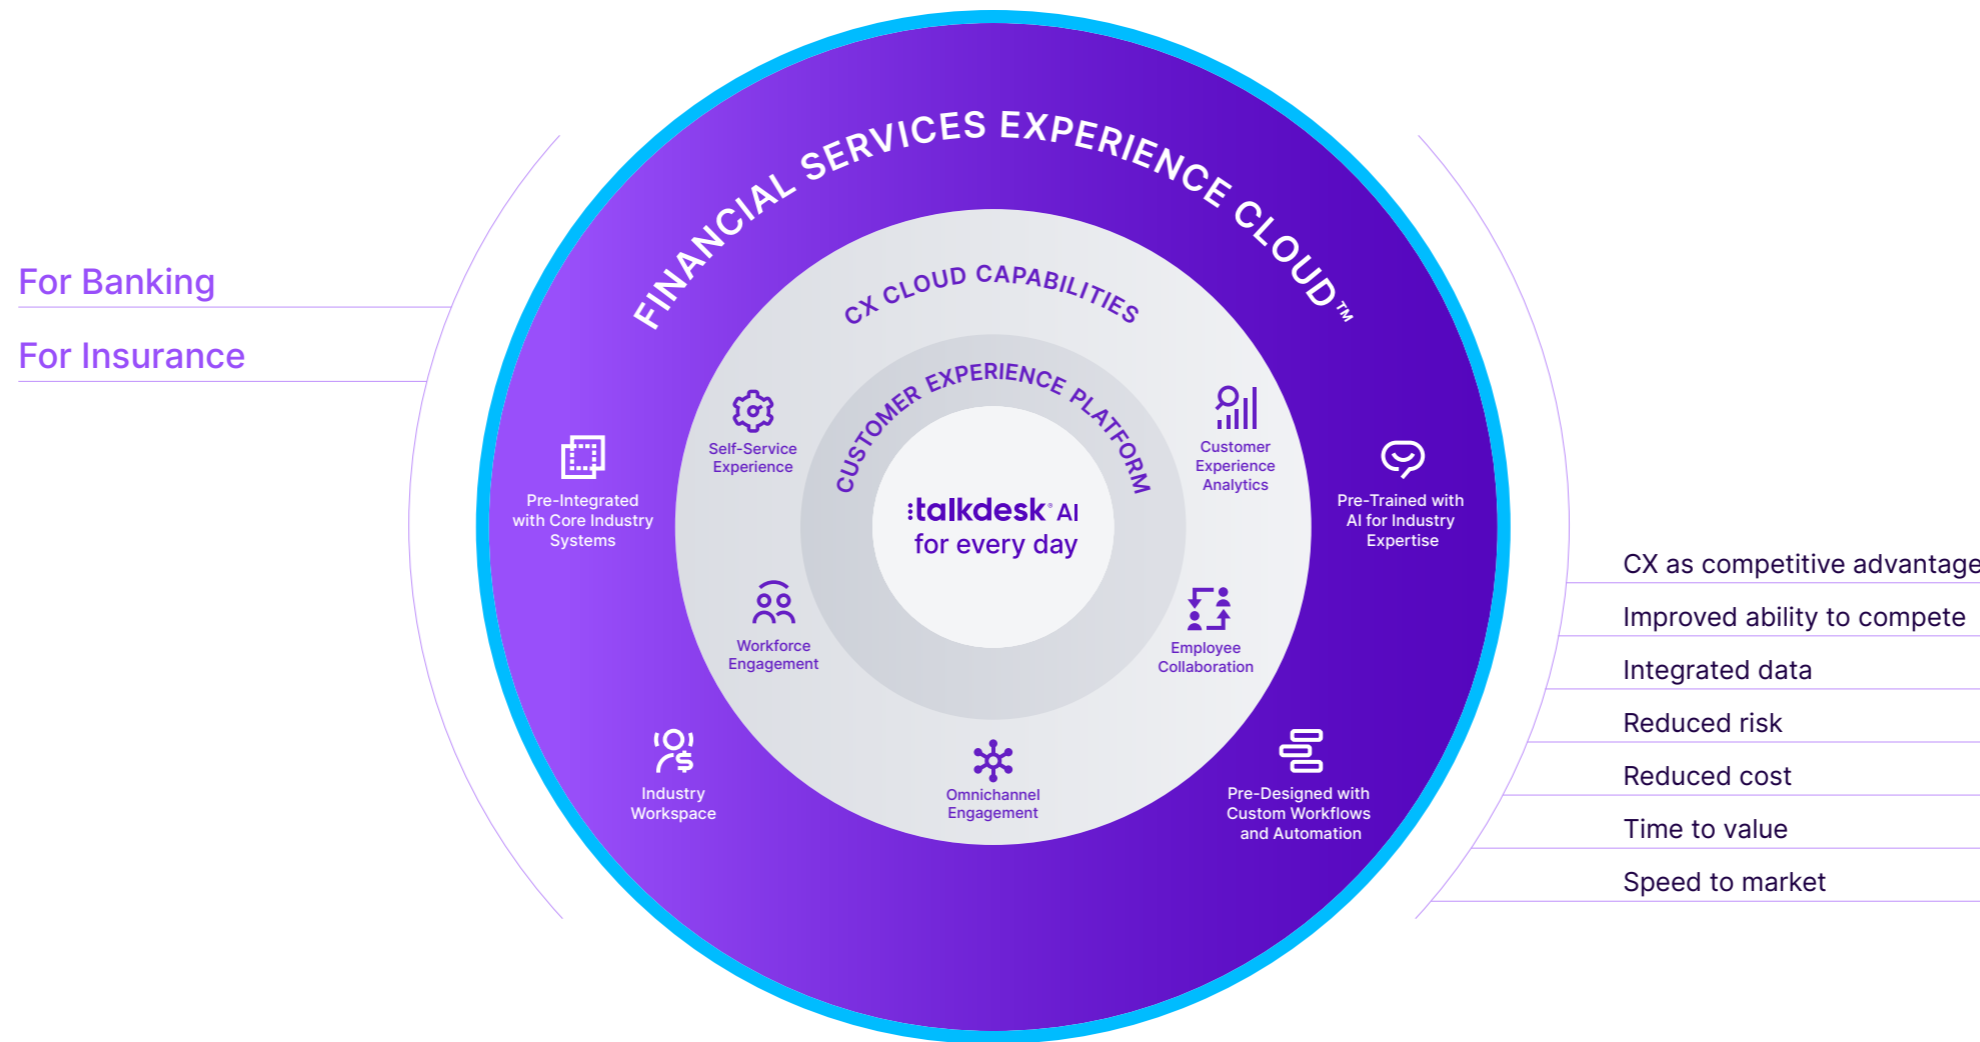 FINANCIAL SERVICES EXPERIENCE CLOUD™
For Banking
For Insurance
CX CLOUD CAPABILITIES
CUSTOMER EXPERIENCE PLATFORM
talkdesk® AI
for every day
Self-Service
Experience
Customer
Experience
Analytics
Pre-Integrated
with Core Industry
Systems
Pre-Trained with
AI for Industry
Expertise
Workforce
Engagement
Employee
Collaboration
Industry
Workspace
Omnichannel
Engagement
Pre-Designed with
Custom Workflows
and Automation
CX as competitive advantage
Improved ability to compete
Integrated data
Reduced risk
Reduced cost
Time to value
Speed to market